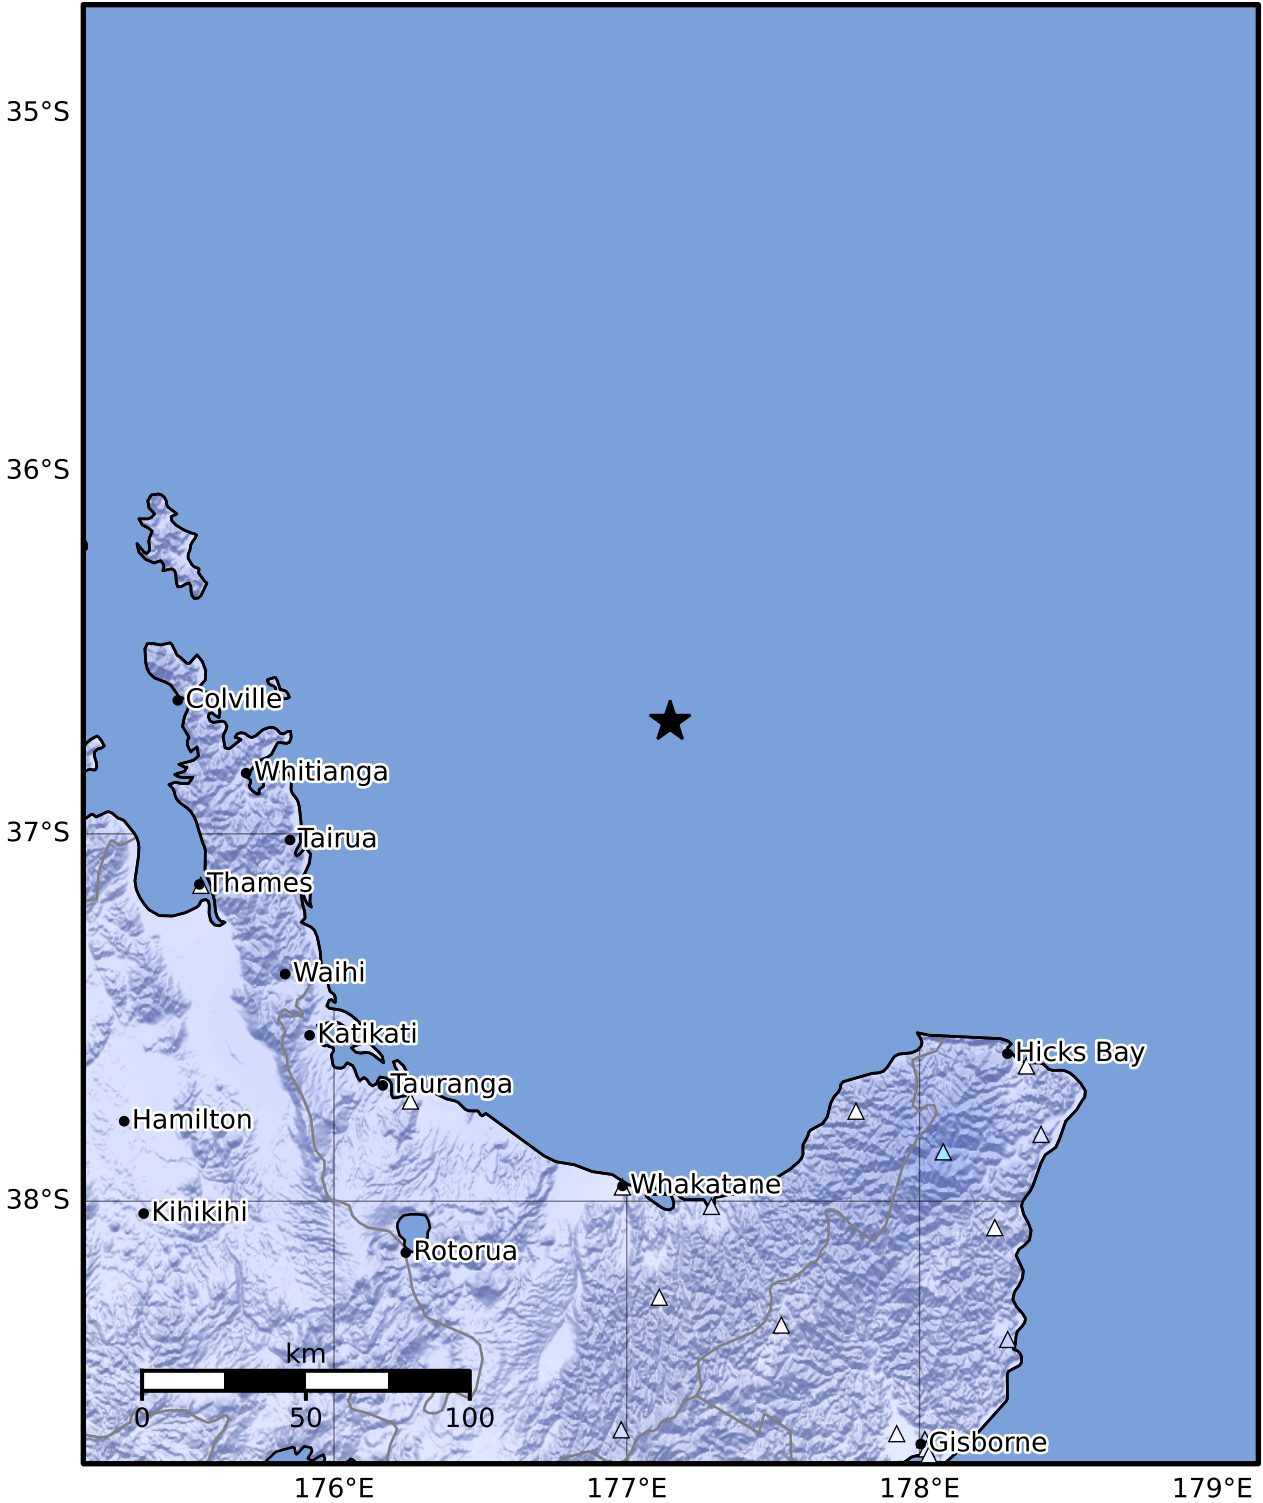 35°S
36°S
Colville
Whitianga
37°S
Tairua
Thames
Waihi
Katikati
Hicks Bay
Tauranga
Hamilton
Whakatane
38°S
Kihikihi
Rotorua
km
0 50 100
Gisborne
176°E 177°E 178°E 179°E